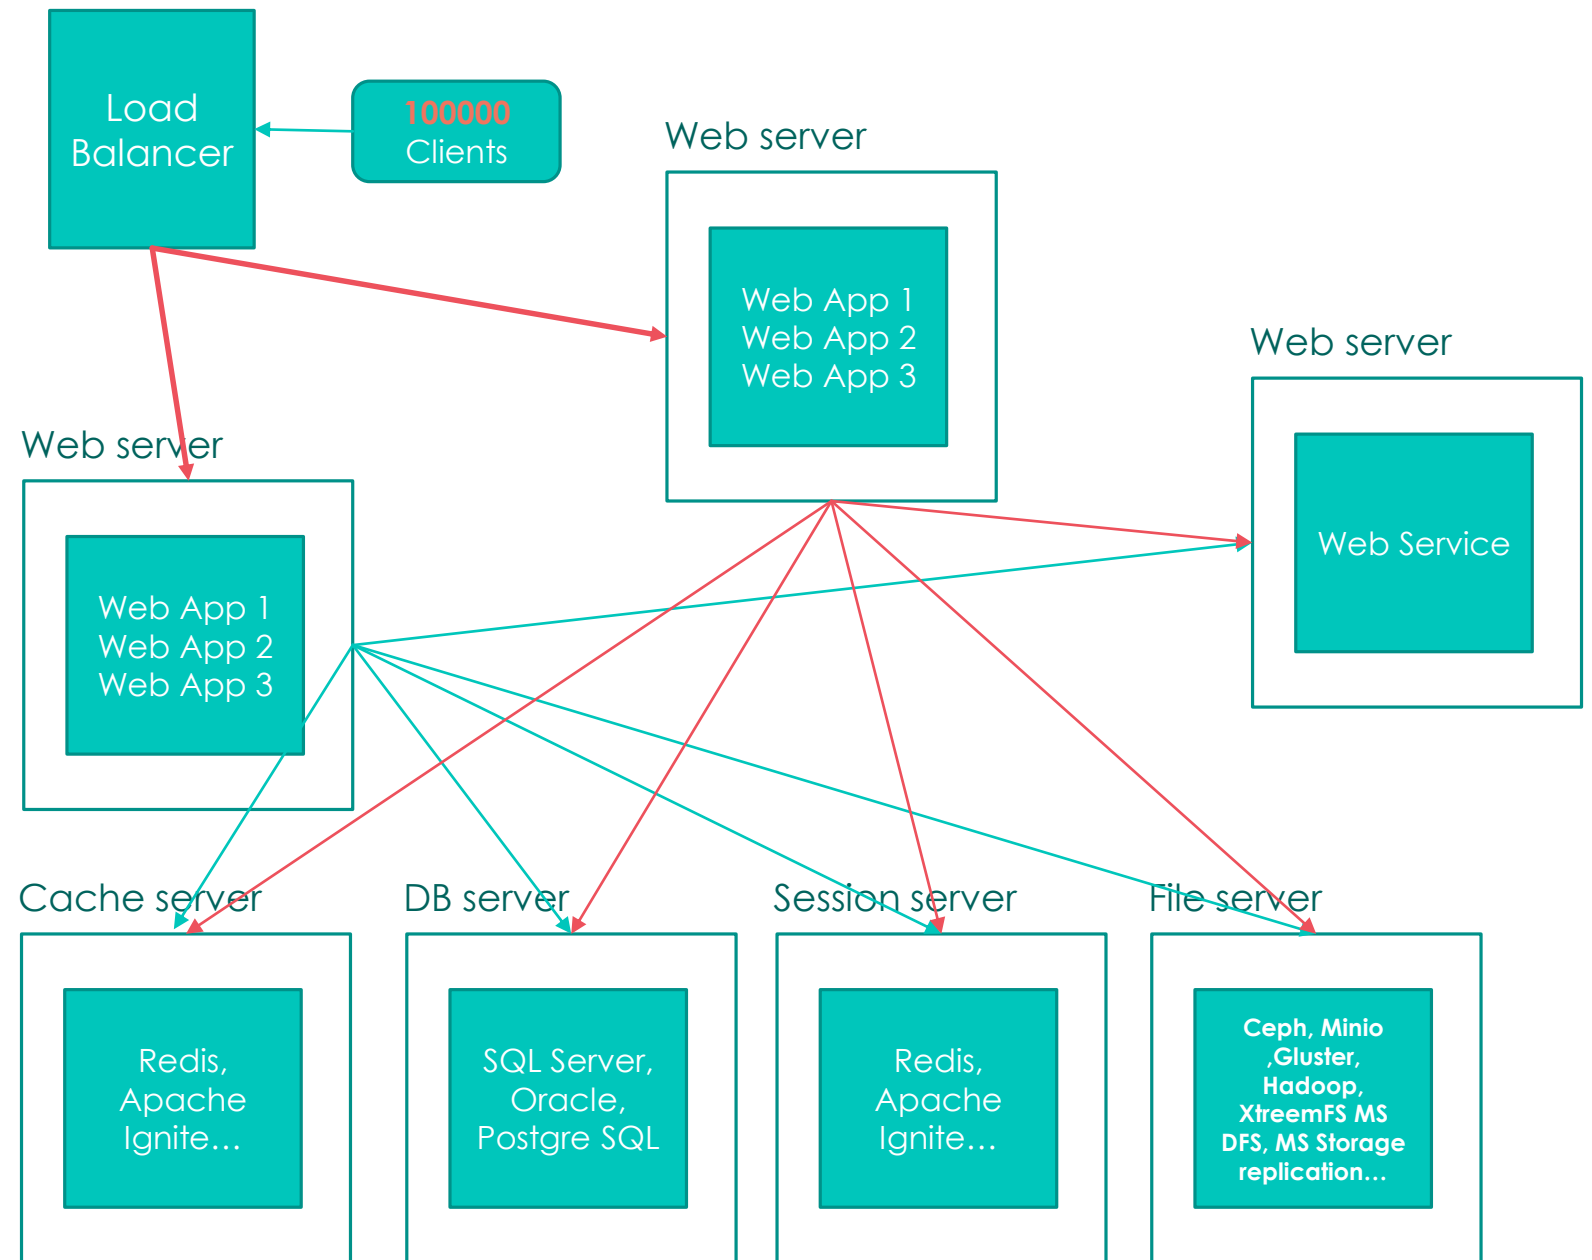 Load
Balancer
100000
Clients
Web server
Web App 1
Web App 2
Web App 3
Web server
Web Service
Web server
Web App 1
Web App 2
Web App 3
Cache server
DB server
Session server
File server
Redis,
Apache
Ignite…
SQL Server,
Oracle,
Postgre SQL
Redis,
Apache
Ignite…
Ceph, Minio
,Gluster,
Hadoop,
XtreemFS MS
DFS, MS Storage
replication…